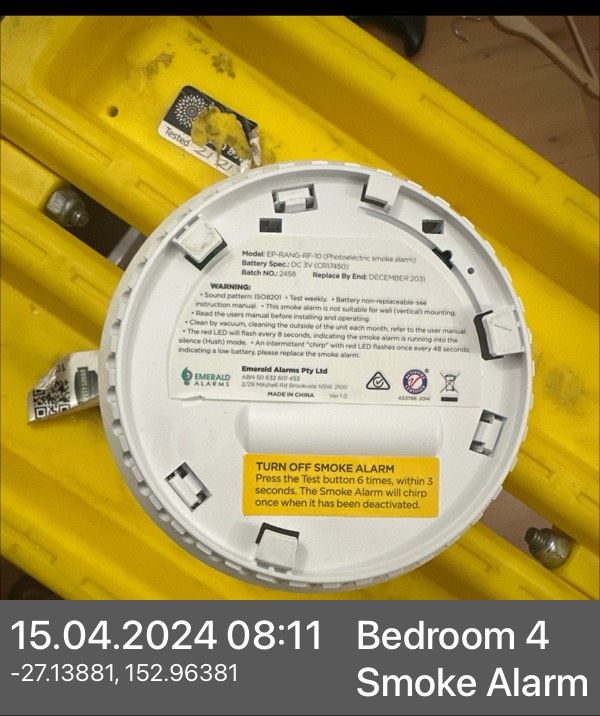 Tested
Model: EP-RANG-RF-10 (Photoelectric smoke alarm)
Battery Spec.: DC 3V (CR17450)
Batch NO.: 2458 Replace By End: DECEMBER 2031
WARNING:
• Sound pattern: ISO8201 • Test weekly. • Battery non-replaceable-see
instruction manual. • This smoke alarm is not suitable for wall (vertical) mounting.
• Read the users manual before installing and operating.
• Clean by vacuum, cleaning the outside of the unit each month, refer to the user manual.
• The red LED will flash every 8 seconds, indicating the smoke alarm is running into the
silence (Hush) mode. • An intermittent "chirp" with red LED flashes once every 48 seconds,
indicating a low battery, please replace the smoke alarm.
EMERALD
ALARMS
Emerald Alarms Pty Ltd
ABN 50 632 601 453
2/29 Mitchell Rd Brookvale NSW 2100
MADE IN CHINA Ver1.0
AS3786: 2014
TURN OFF SMOKE ALARM
Press the Test button 6 times, within 3
seconds. The Smoke Alarm will chirp
once when it has been deactivated.
15.04.2024 08:11
-27.13881, 152.96381
Bedroom 4
Smoke Alarm